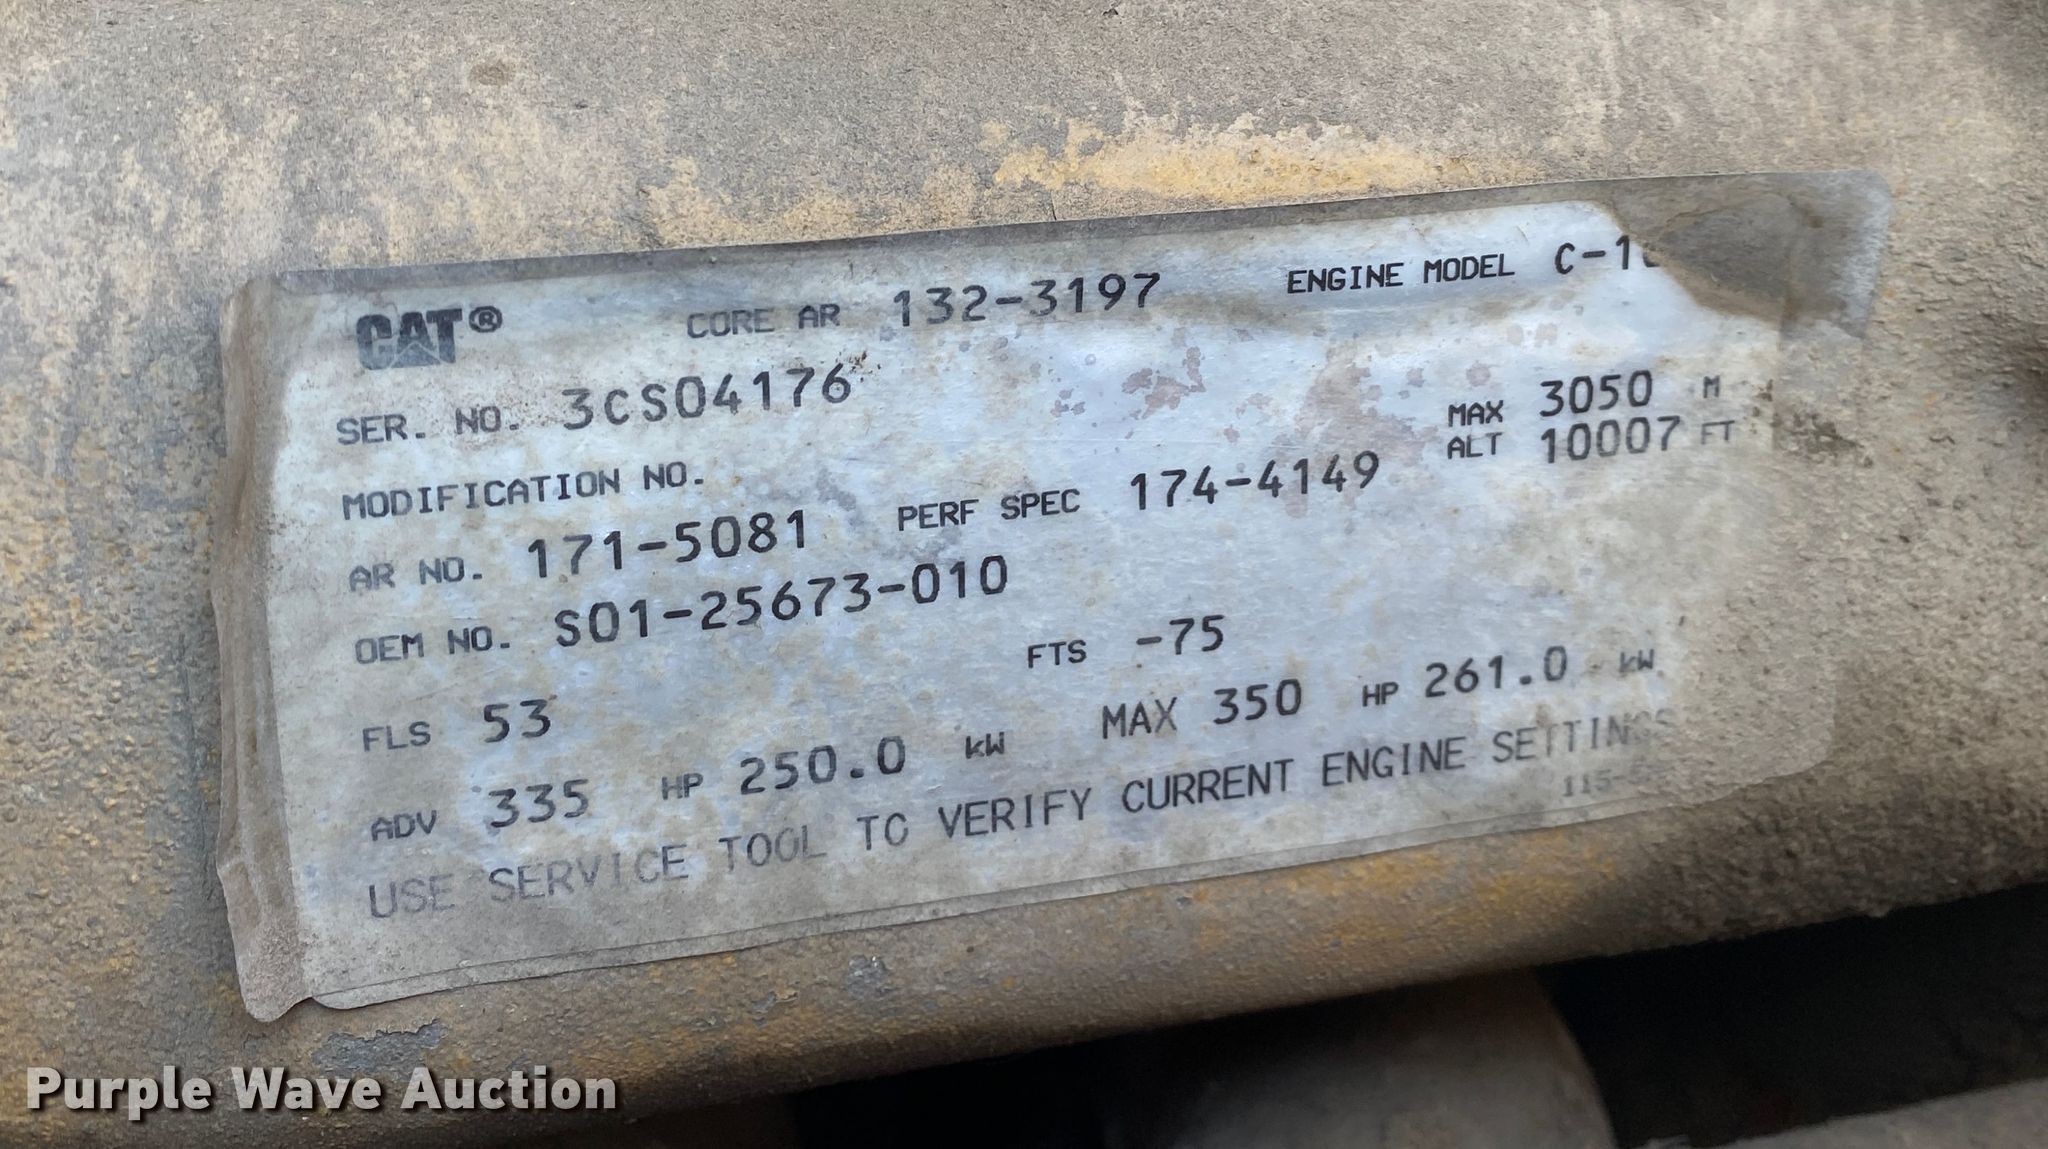 CAT® CORE AR 132-3197 ENGINE MODEL
SER. NO. 3CS04176
MAX ALT 3050 M 10007 FT
MODIFICATION NO.
AR NO. 171-5081 PERF SPEC 174-4149
OEM NO. S01-25673-010
FLS 53 FTS -75
ADV 335 HP 250.0 kW MAX 350 HP 261.0 kW
USE SERVICE TOOL TO VERIFY CURRENT ENGINE SETTINGS
Purple Wave Auction